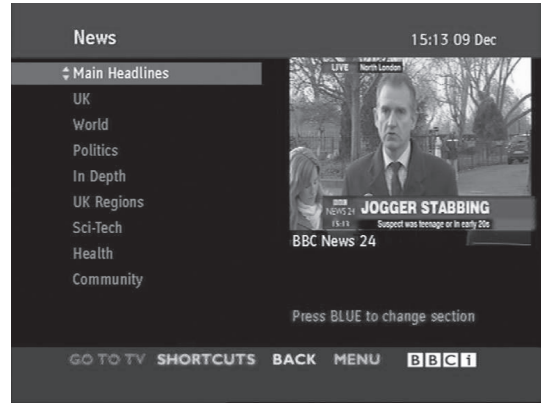 News 15:13 09 Dec
Main Headlines
UK
World
Politics
In Depth
UK Regions
Sci-Tech
Health
Community
LIVE North London
BBC NEWS 24 JOGGER STABBING
15:13 Suspect was teenage or in early 20s
BBC News 24
Press BLUE to change section
GO TO TV SHORTCUTS BACK MENU BBCi